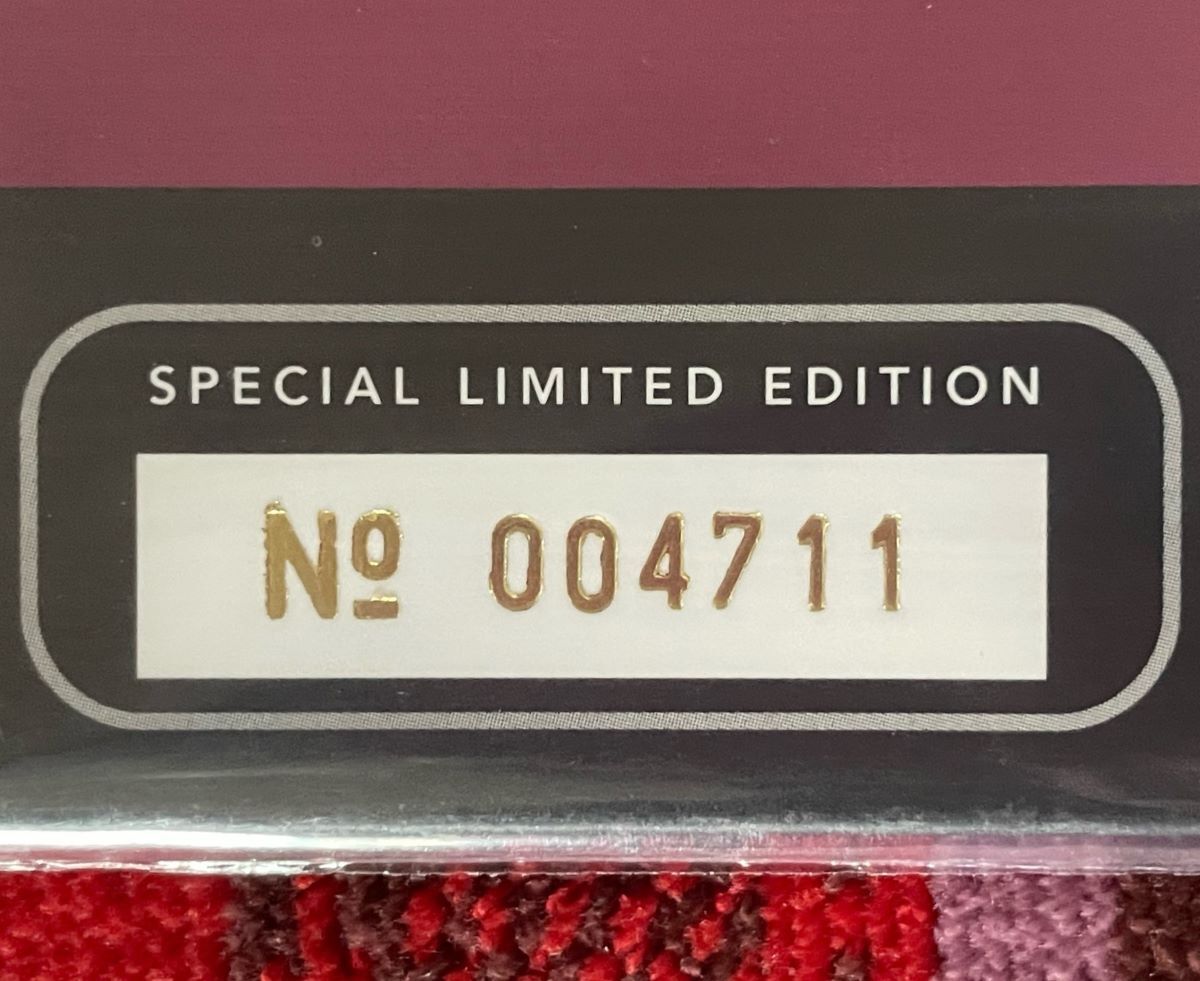 SPECIAL LIMITED EDITION
Nº 004711